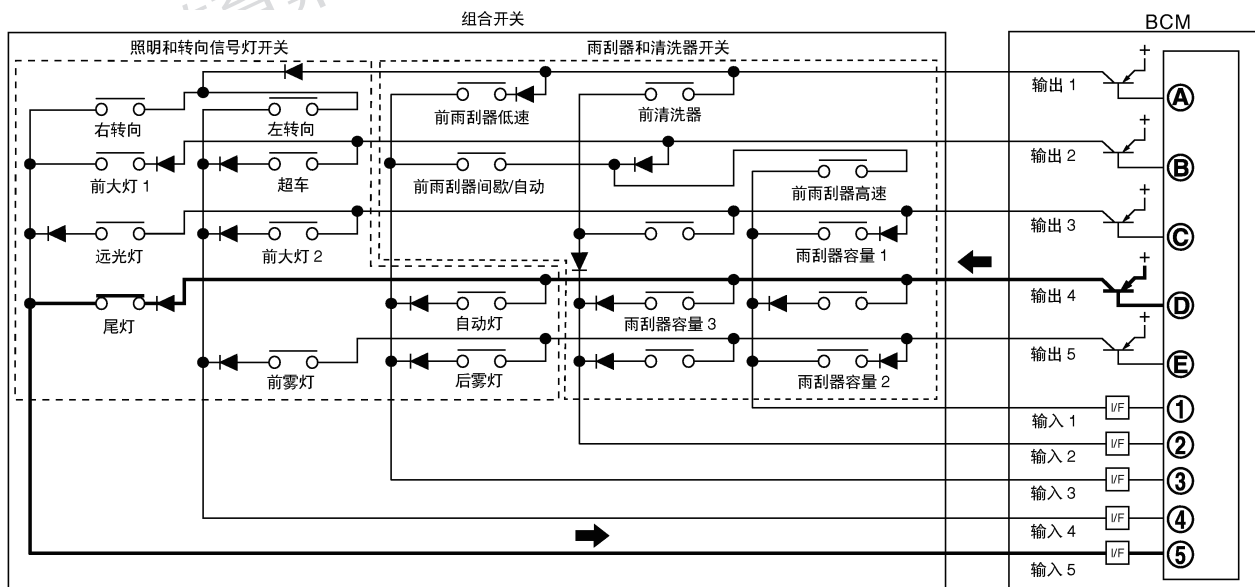 组合开关
BCM
照明和转向信号灯开关
雨刮器和清洗器开关
+
输出 1
A
右转向
左转向
前雨刮器低速
前清洗器
+
输出 2
B
前大灯 1
超车
前雨刮器间歇/自动
前雨刮器高速
+
输出 3
C
远光灯
前大灯 2
雨刮器容量 1
+
输出 4
D
尾灯
自动灯
雨刮器容量 3
+
输出 5
E
前雾灯
后雾灯
雨刮器容量 2
输入 1
I/F
1
输入 2
I/F
2
输入 3
I/F
3
输入 4
I/F
4
输入 5
I/F
5